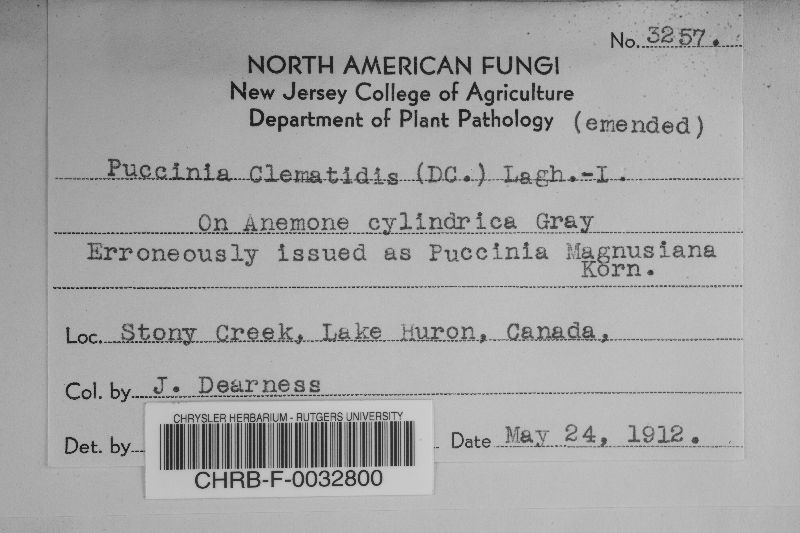 No. 3257.
NORTH AMERICAN FUNGI
New Jersey College of Agriculture
Department of Plant Pathology (emended)
Puccinia Clematidis (DC.) Lagh.-I.
On Anemone cylindrica Gray
Erroneously issued as Puccinia Magnusiana
Korn.
Loc. Stony Creek, Lake Huron, Canada,
Col. by J. Dearness
Det. by
Date May 24, 1912.
CHRYSLER HERBARIUM - RUTGERS UNIVERSITY
CHRB-F-0032800